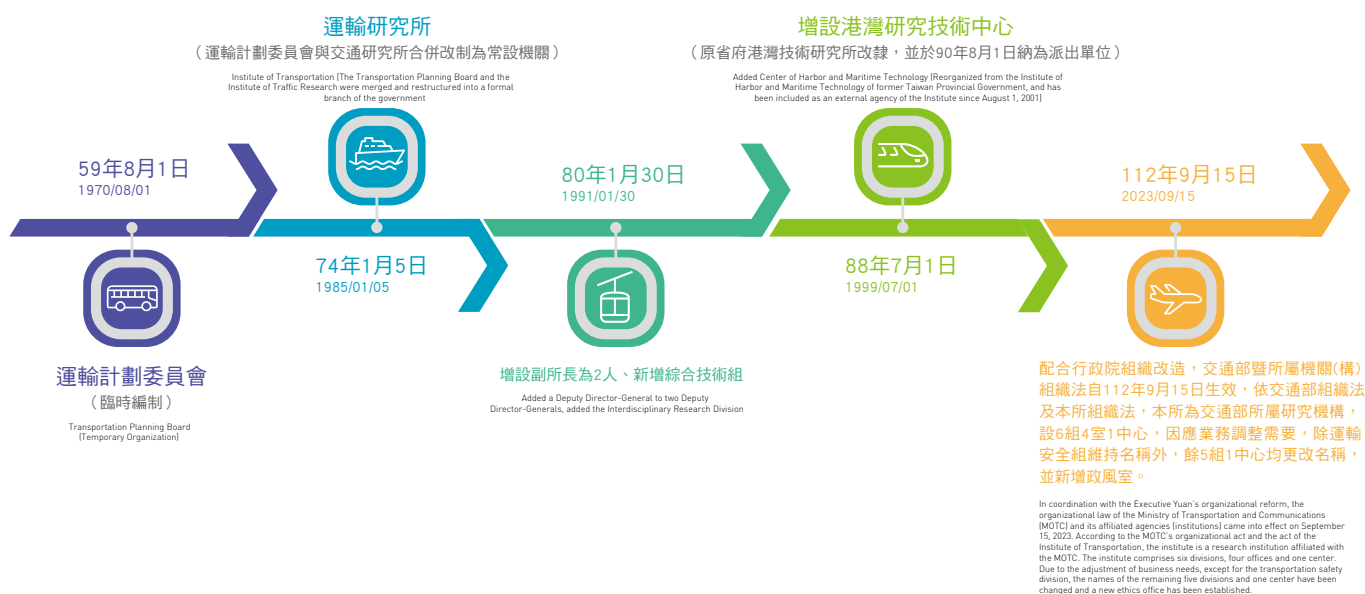 59年8月1日
1970/08/01
運輸計劃委員會
（臨時編制）
Transportation Planning Board
(Temporary Organization)
運輸研究所
（運輸計劃委員會與交通研究所合併改制為常設機關）
Institute of Transportation (The Transportation Planning Board and the
Institute of Traffic Research were merged and restructured into a formal
branch of the government
74年1月5日
1985/01/05
80年1月30日
1991/01/30
增設副所長為2人、新增綜合技術組
Added a Deputy Director-General to two Deputy
Director-Generals, added the Interdisciplinary Research Division
增設港灣研究技術中心
（原省府港灣技術研究所改隸，並於90年8月1日納為派出單位）
Added Center of Harbor and Maritime Technology (Reorganized from the Institute of
Harbor and Maritime Technology of former Taiwan Provincial Government, and has
been included as an external agency of the Institute since August 1, 2001)
88年7月1日
1999/07/01
112年9月15日
2023/09/15
配合行政院組織改造，交通部暨所屬機關(構)
組織法自112年9月15日生效，依交通部組織法
及本所組織法，本所為交通部所屬研究機構，
設6組4室1中心，因應業務調整需要，除運輸
安全組維持名稱外，餘5組1中心均更改名稱，
並新增政風室。
In coordination with the Executive Yuan's organizational reform, the
organizational law of the Ministry of Transportation and Communications
(MOTC) and its affiliated agencies (institutions) came into effect on September
15, 2023. According to the MOTC's organizational act and the act of the
Institute of Transportation, the institute is a research institution affiliated with
the MOTC. The institute comprises six divisions, four offices and one center.
Due to the adjustment of business needs, except for the transportation safety
division, the names of the remaining five divisions and one center have been
changed and a new ethics office has been established.